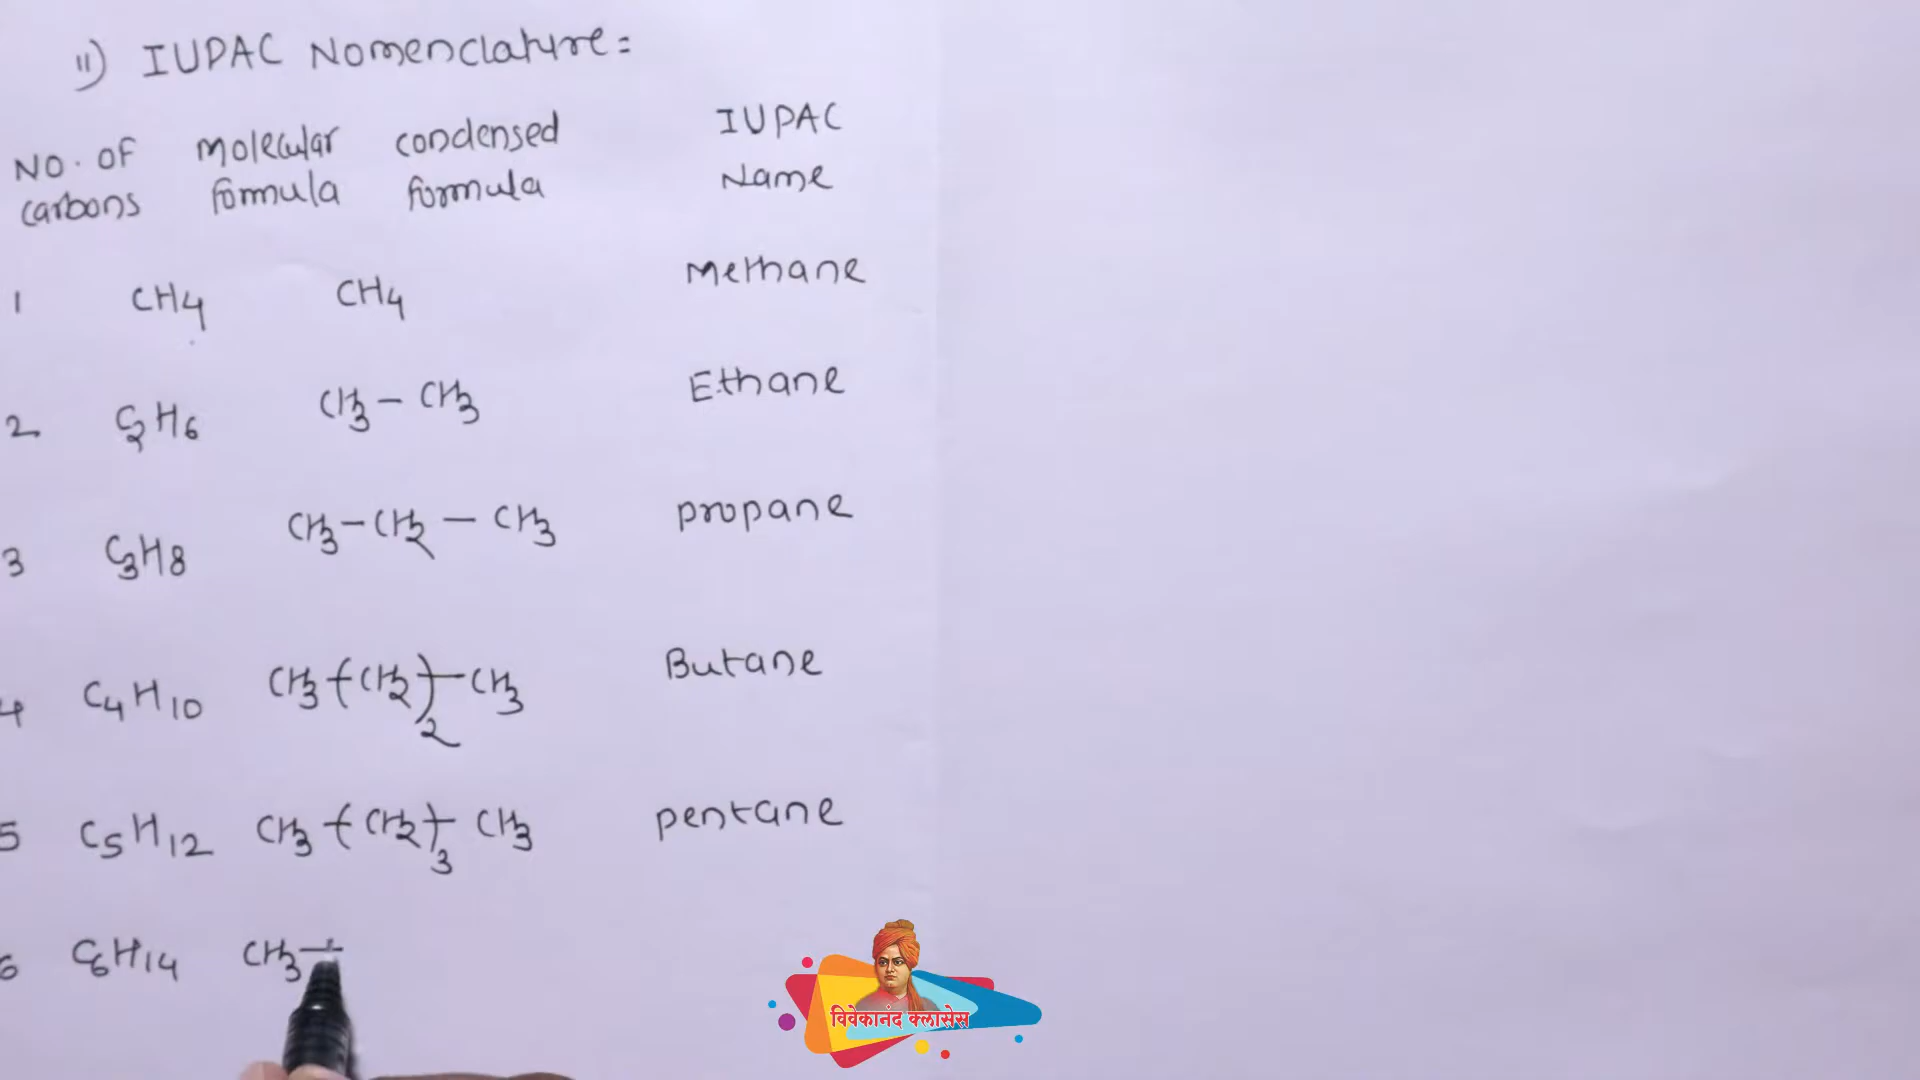 11) IUPAC Nomenclature:
NO. OF carbons molecular formula condensed formula IUPAC Name
1 CH4 CH4 Methane
2 C2H6 CH3 - CH3 Ethane
3 C3H8 CH3-CH2 - CH3 propane
4 C4H10 CH3-(CH2)2-CH3 Butane
5 C5H12 CH3-(CH2)3-CH3 pentane
6 C6H14 CH3-
विवेकानंद क्लासेस